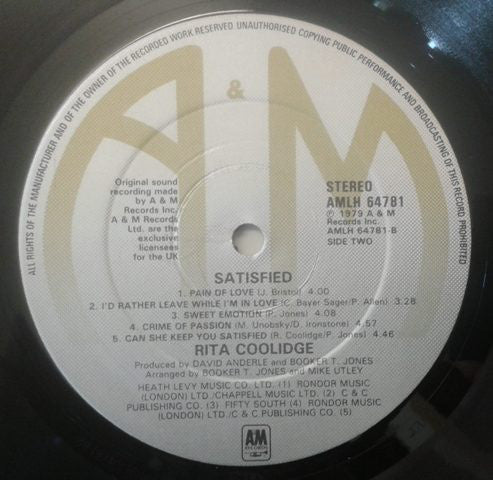 ALL RIGHTS OF THE MANUFACTURER AND OF THE OWNER OF THE RECORDED WORK RESERVED UNAUTHORISED COPYING PUBLIC PERFORMANCE AND BROADCASTING OF THIS RECORD PROHIBITED
A & M
Original sound
recording made
by A & M
Records Inc.
A & M Records
Ltd. are the
exclusive
licensees
for the UK
STEREO
AMLH 64781
℗ 1979 A & M
Records Inc.
AMLH 64781-B
SIDE TWO
SATISFIED
1. PAIN OF LOVE (J. Bristol) 4.00
2. I'D RATHER LEAVE WHILE I'M IN LOVE (C. Bayer Sager/P. Allen) 3.28
3. SWEET EMOTION (P. Jones) 4.08
4. CRIME OF PASSION (M. Unobsky/D. Ironstone) 4.57
5. CAN SHE KEEP YOU SATISFIED (R. Coolidge/P. Jones) 4.46
RITA COOLIDGE
Produced by DAVID ANDERLE and BOOKER T. JONES
Arranged by BOOKER T. JONES and MIKE UTLEY
HEATH LEVY MUSIC CO. LTD. (1) RONDOR MUSIC
(LONDON) LTD./CHAPPELL MUSIC LTD. (2) C & C
PUBLISHING CO. (3) FIFTY SOUTH (4) RONDOR MUSIC
(LONDON) LTD./C & C PUBLISHING CO. (5)
A&M
RECORDS